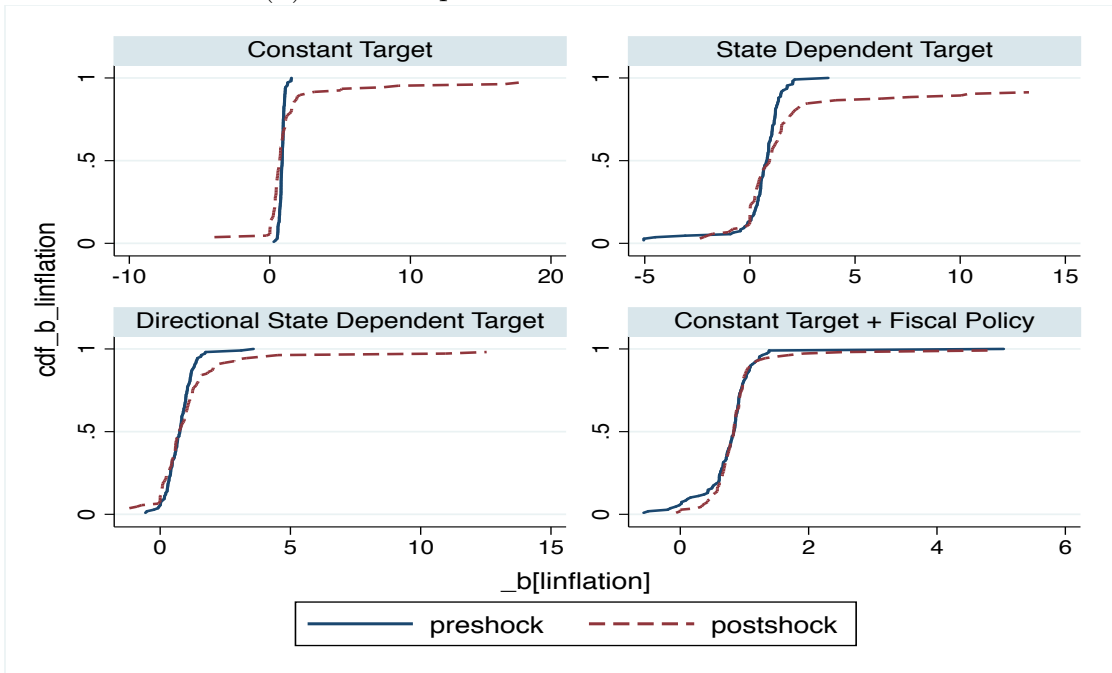 Constant Target
State Dependent Target
1
.5
0
-10 0 10 20
1
.5
0
-5 0 5 10 15
Directional State Dependent Target
Constant Target + Fiscal Policy
1
.5
0
0 5 10 15
1
.5
0
0 2 4 6
cdf_b_linflation
_b[linflation]
preshock
postshock